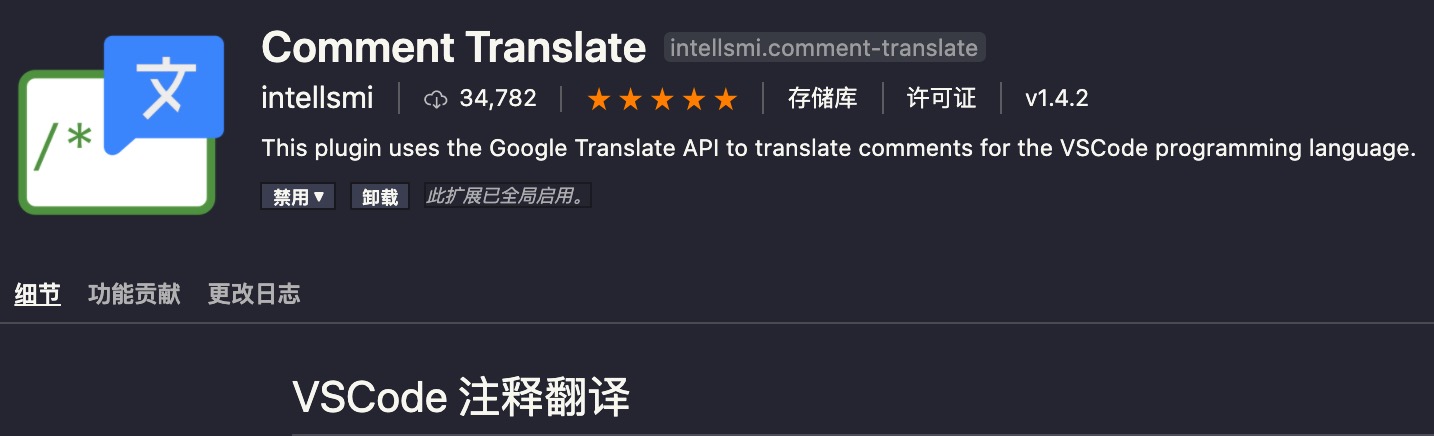 Comment Translate intellsmi.comment-translate
intellsmi 34,782 ★★★★★ 存储库 许可证 v1.4.2
This plugin uses the Google Translate API to translate comments for the VSCode programming language.
禁用▼ 卸载 此扩展已全局启用。
/* 文
细节 功能贡献 更改日志
VSCode 注释翻译